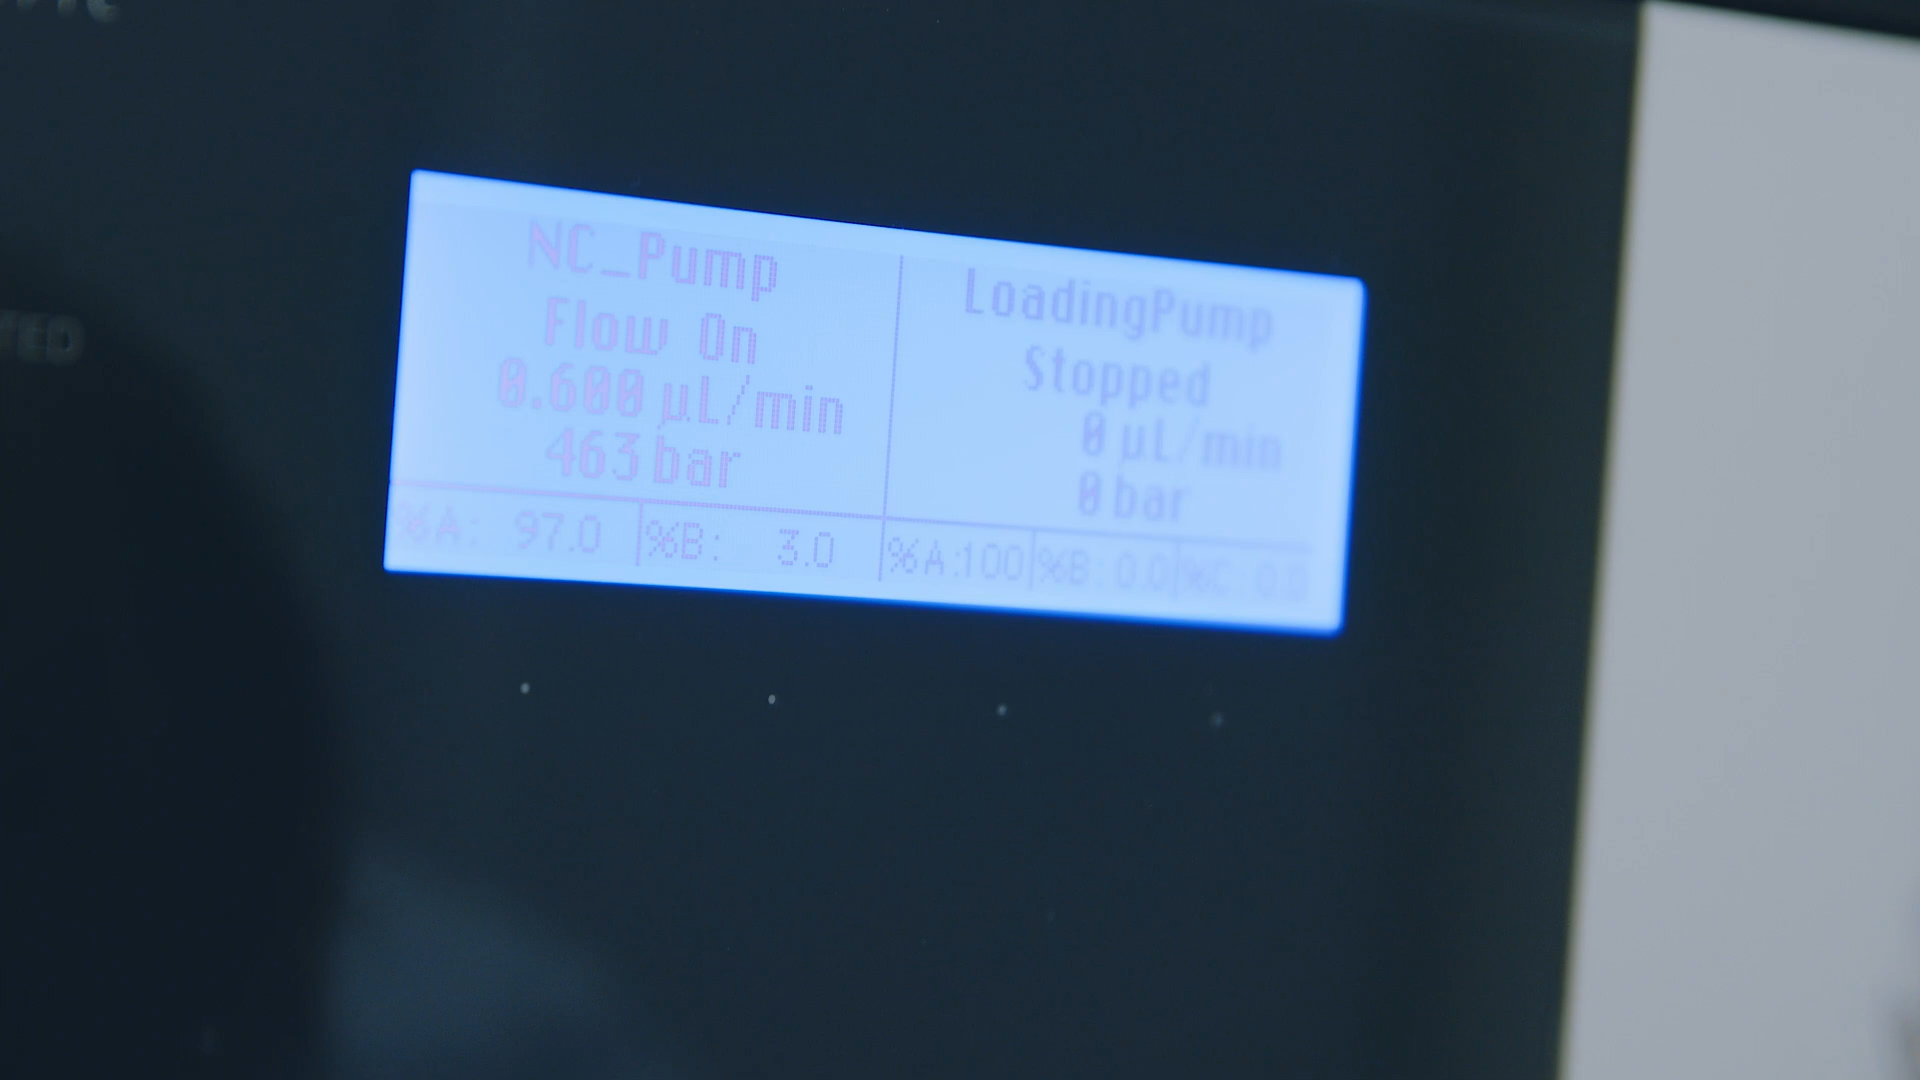 NC_Pump
Flow On
0.600 µL/min
463 bar
%A: 97.0 %B: 3.0
LoadingPump
Stopped
0 µL/min
0 bar
%A:100 %B: 0.0 %C: 0.0